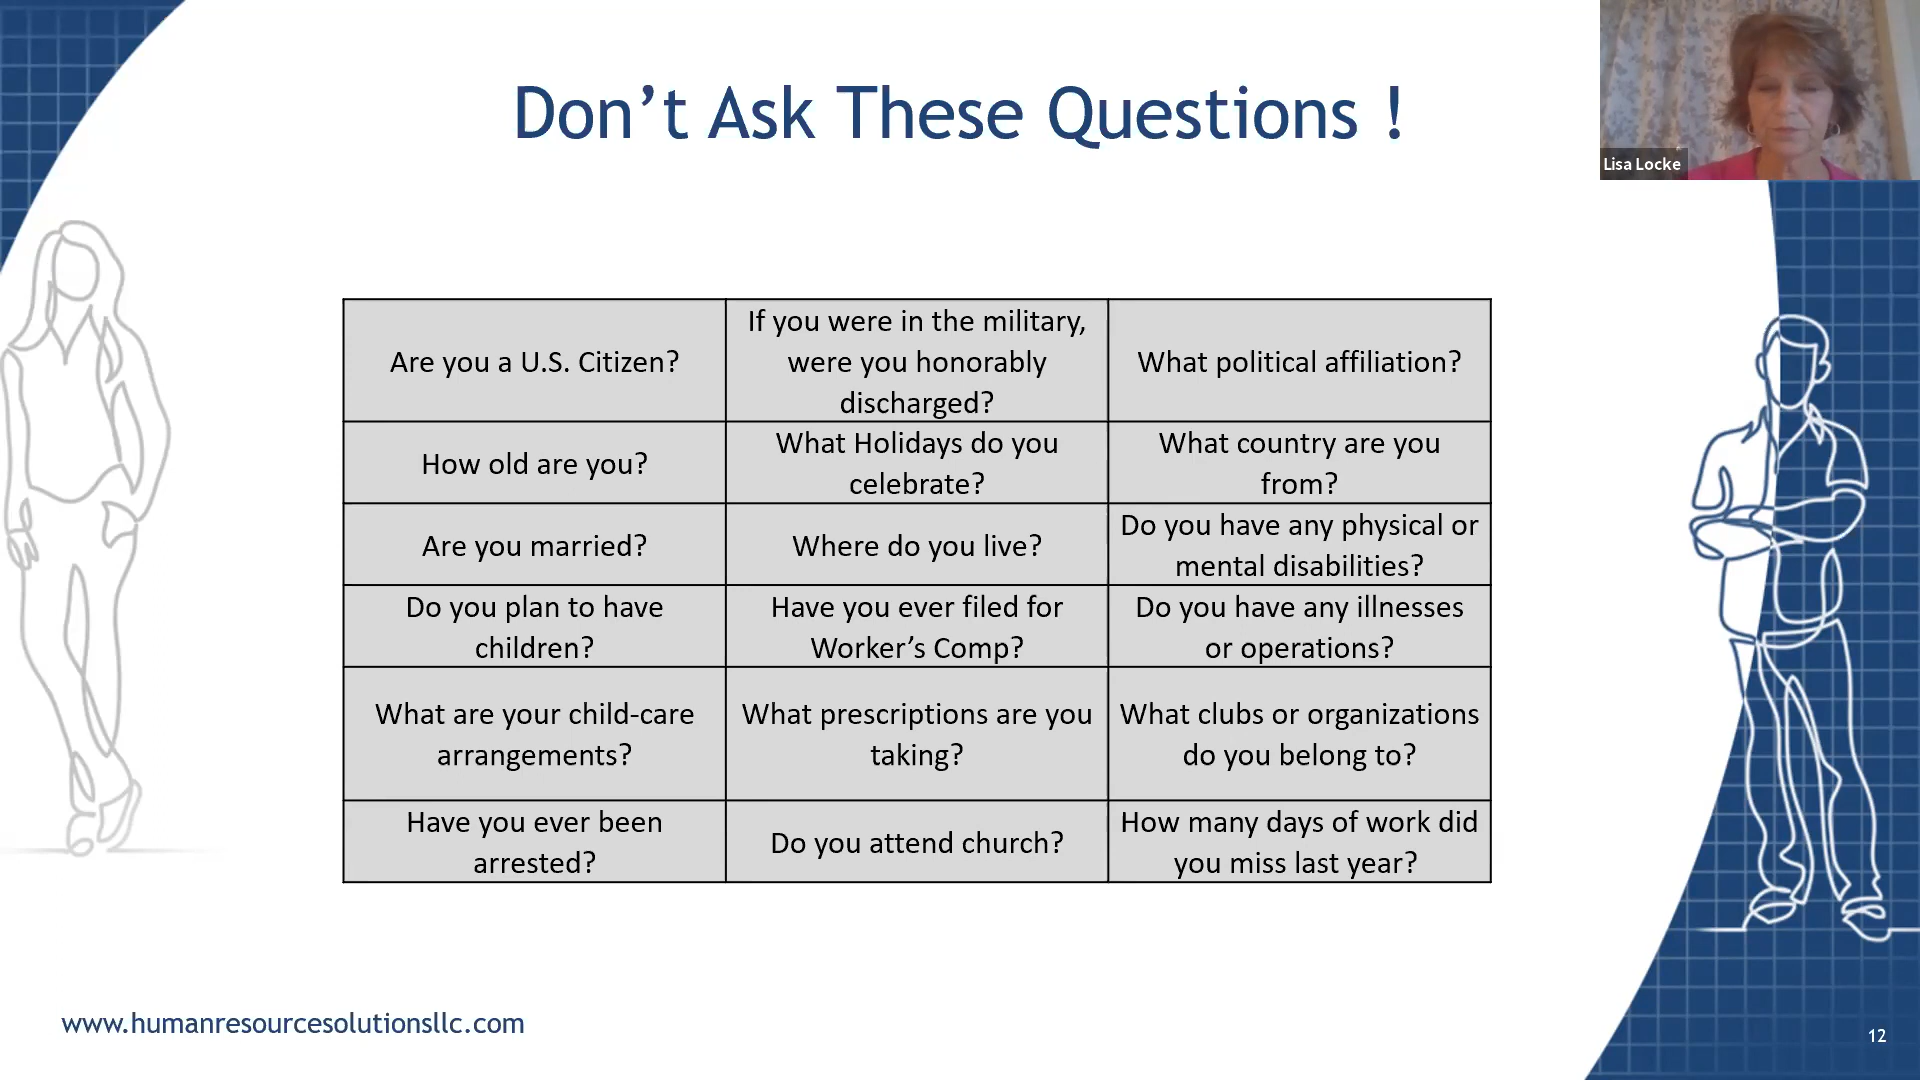 Don’t Ask These Questions !
Lisa Locke
Are you a U.S. Citizen?
If you were in the military,
were you honorably
discharged?
What political affiliation?
How old are you?
What Holidays do you
celebrate?
What country are you
from?
Are you married?
Where do you live?
Do you have any physical or
mental disabilities?
Do you plan to have
children?
Have you ever filed for
Worker’s Comp?
Do you have any illnesses
or operations?
What are your child-care
arrangements?
What prescriptions are you
taking?
What clubs or organizations
do you belong to?
Have you ever been
arrested?
Do you attend church?
How many days of work did
you miss last year?
www.humanresourcesolutionsllc.com
12